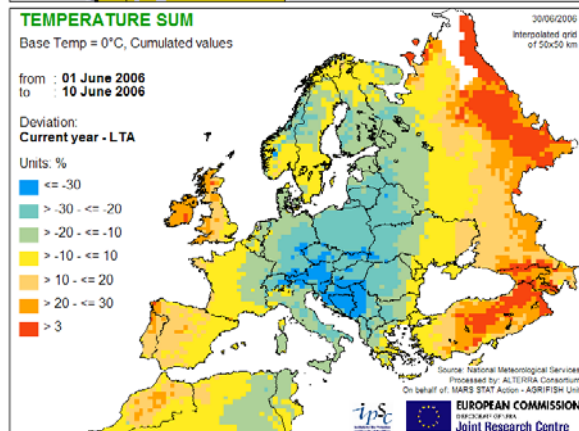 TEMPERATURE SUM
30/06/2006
Base Temp = 0°C, Cumulated values
Interpolated grid
of 50x50 km
from : 01 June 2006
to : 10 June 2006
Deviation:
Current year - LTA
Units: %
<= -30
> -30 - <= -20
> -20 - <= -10
> -10 - <= 10
> 10 - <= 20
> 20 - <= 30
> 3
Source: National Meteorological Services
Processed by: ALTERRA Consortium
On behalf of: MARS STAT Action - AGRIFISH Unit
ipsc
EUROPEAN COMMISSION
Joint Research Centre